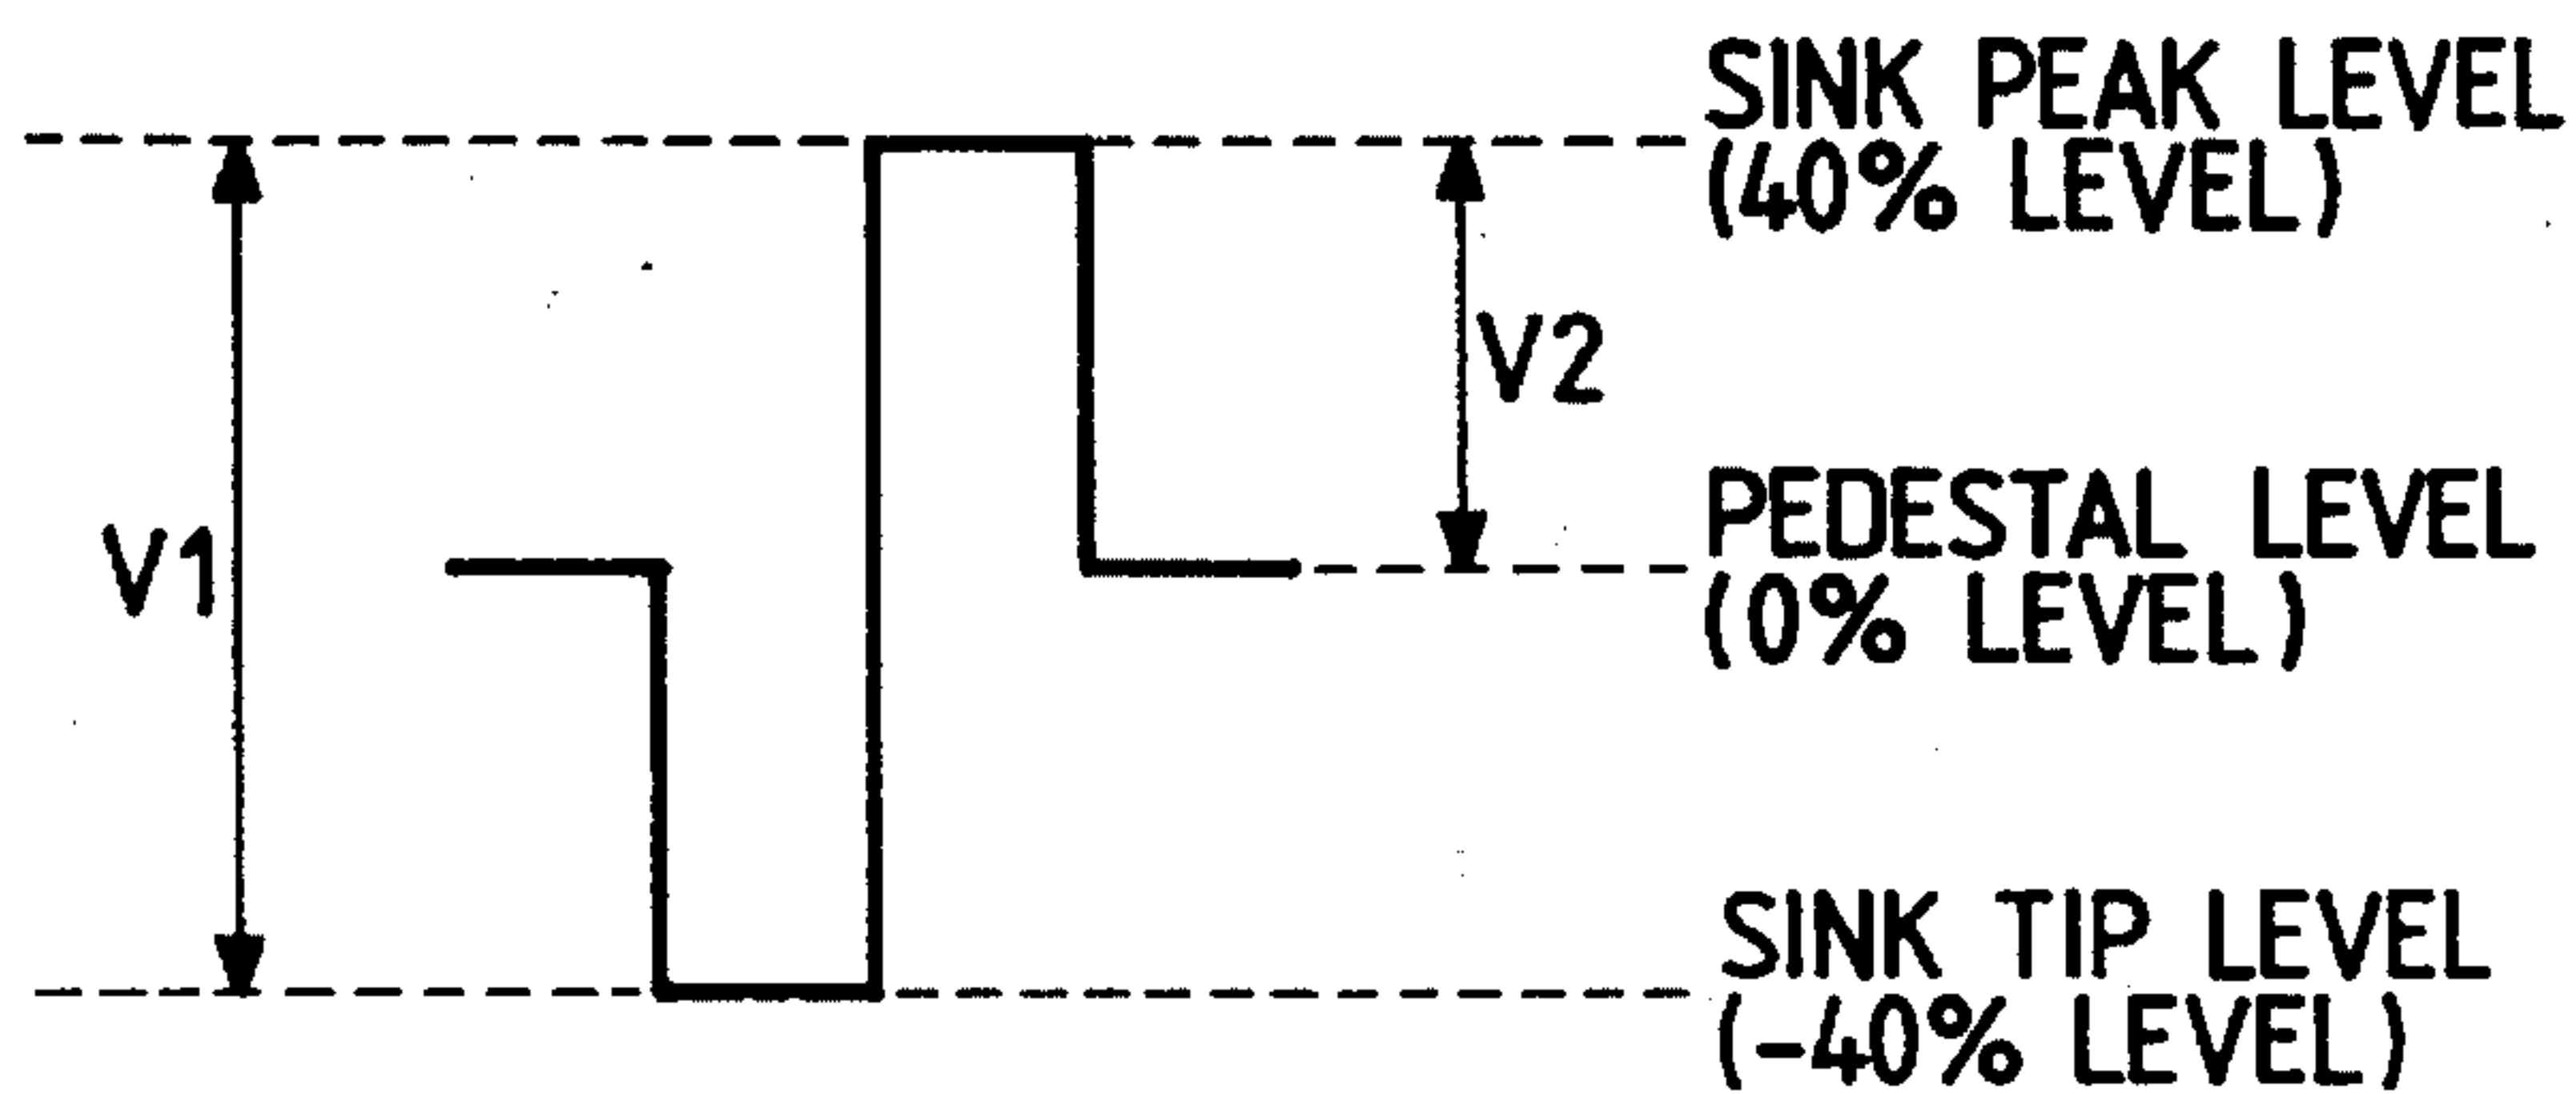 SINK PEAK LEVEL
(40% LEVEL)
V2
V1
PEDESTAL LEVEL
(0% LEVEL)
SINK TIP LEVEL
(-40% LEVEL)